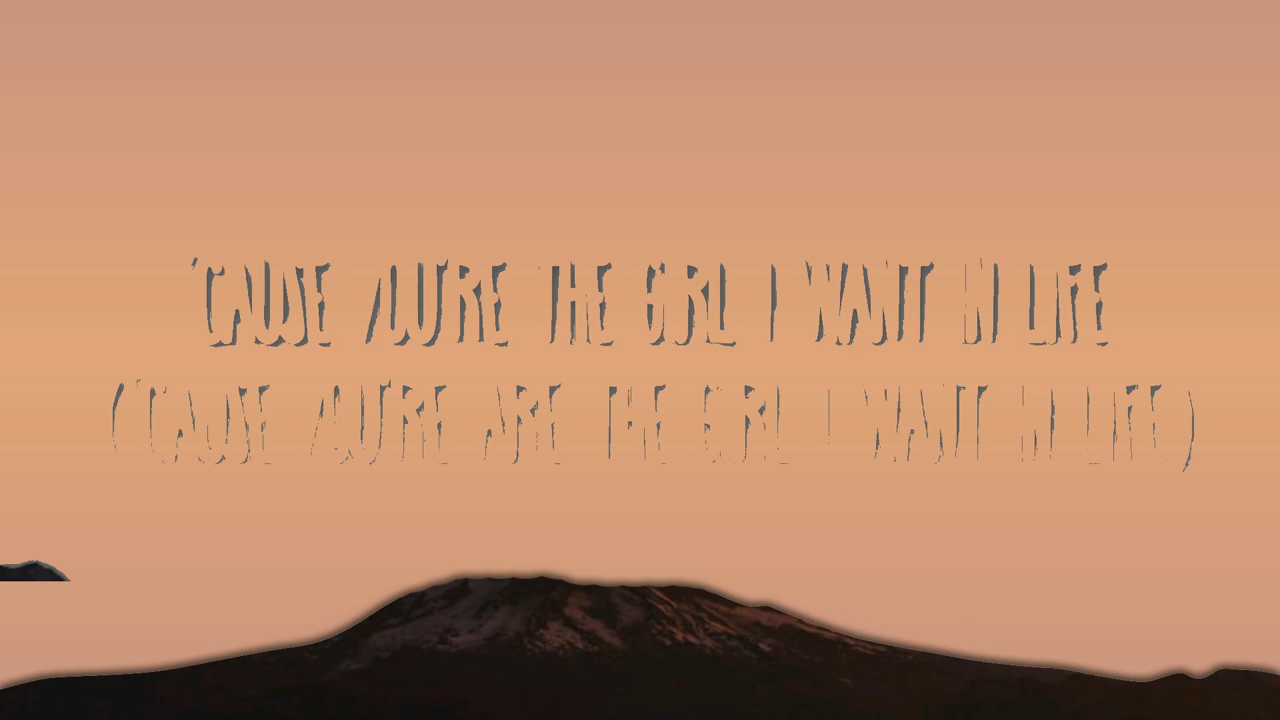 'CAUSE YOU'RE THE GIRL I WANT IN LIFE
('CAUSE YOU'RE ARE THE GIRL I WANT IN LIFE)